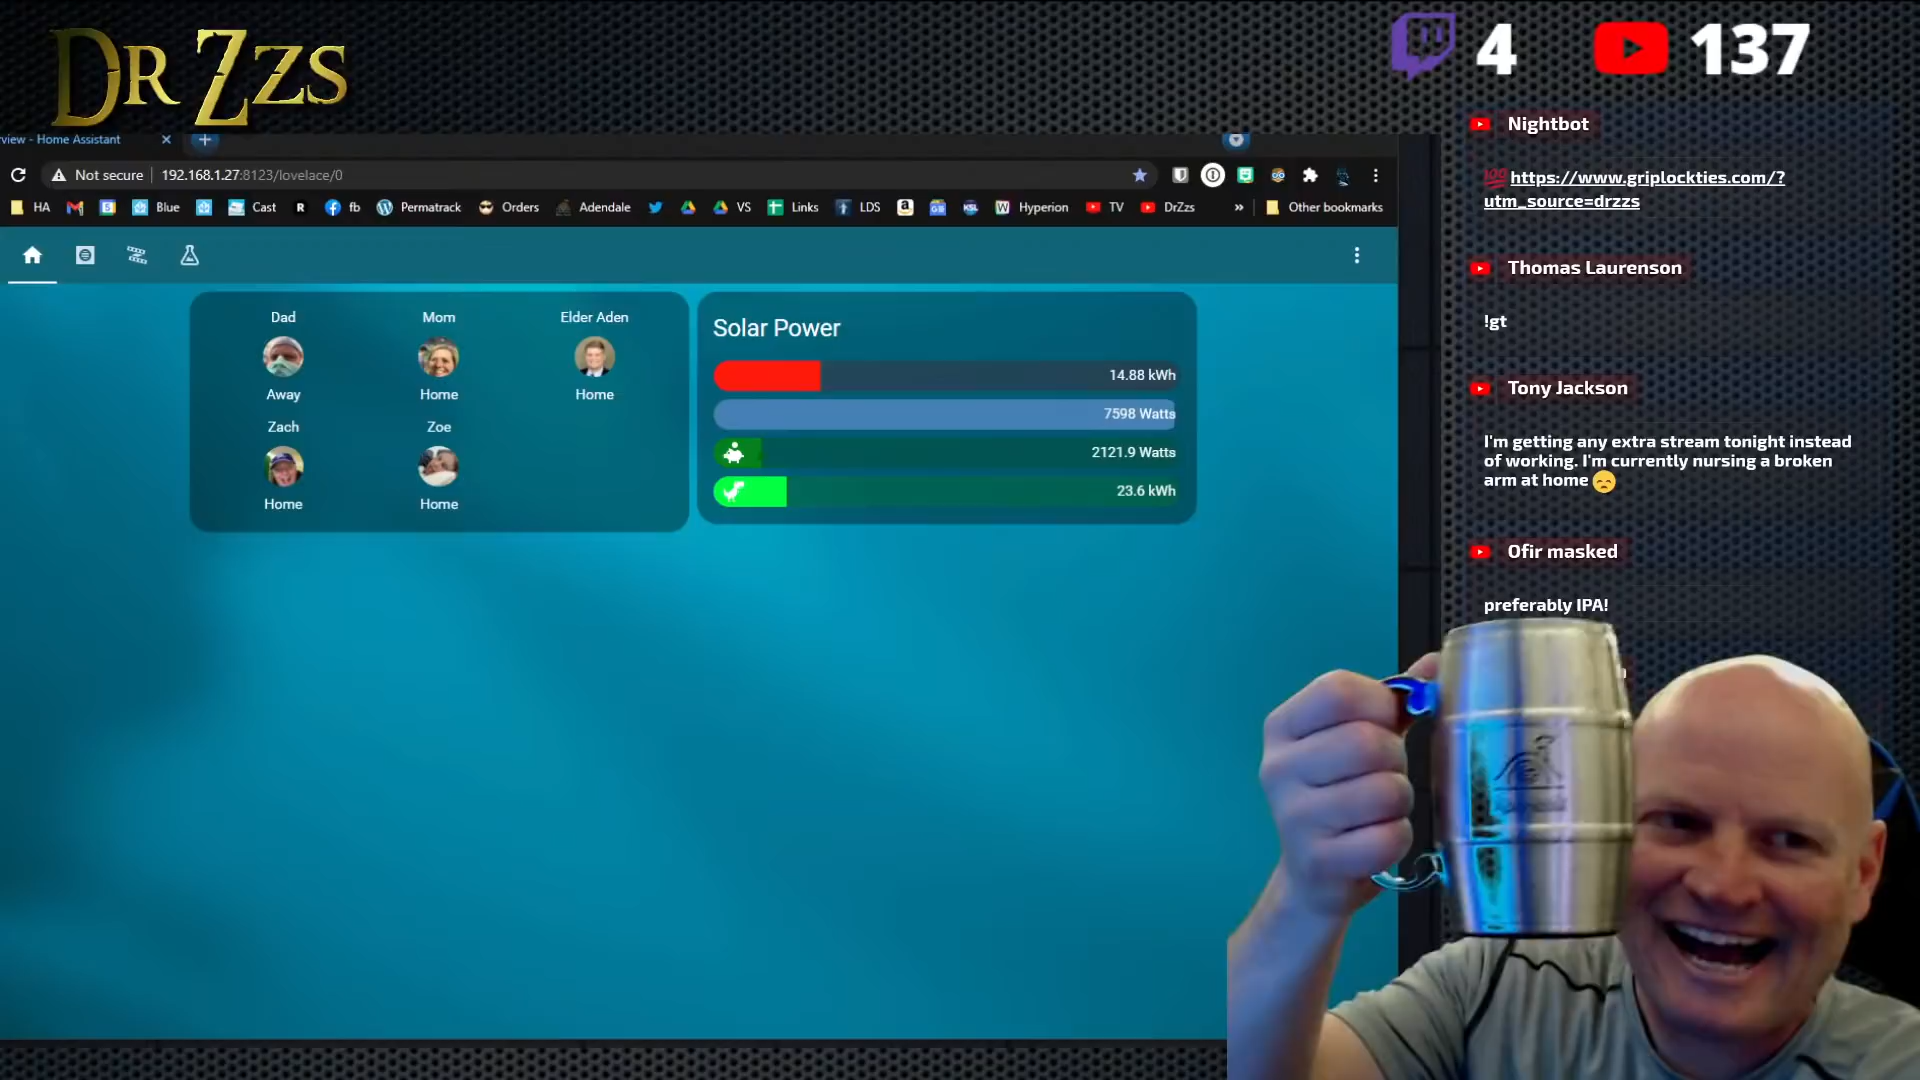 DR ZZS
4
137
view - Home Assistant
Not secure
192.168.1.27:8123/lovelace/0
HA
Blue
Cast
R
fb
Permatrack
Orders
Adendale
VS
Links
LDS
Hyperion
TV
DrZzs
»
Other bookmarks
Dad
Mom
Elder Aden
Away
Home
Home
Zach
Zoe
Home
Home
Solar Power
14.88 kWh
7598 Watts
2121.9 Watts
23.6 kWh
Nightbot
💯https://www.griplockties.com/?
utm_source=drzzs
Thomas Laurenson
!gt
Tony Jackson
I'm getting any extra stream tonight instead
of working. I'm currently nursing a broken
arm at home 😞
Ofir masked
preferably IPA!